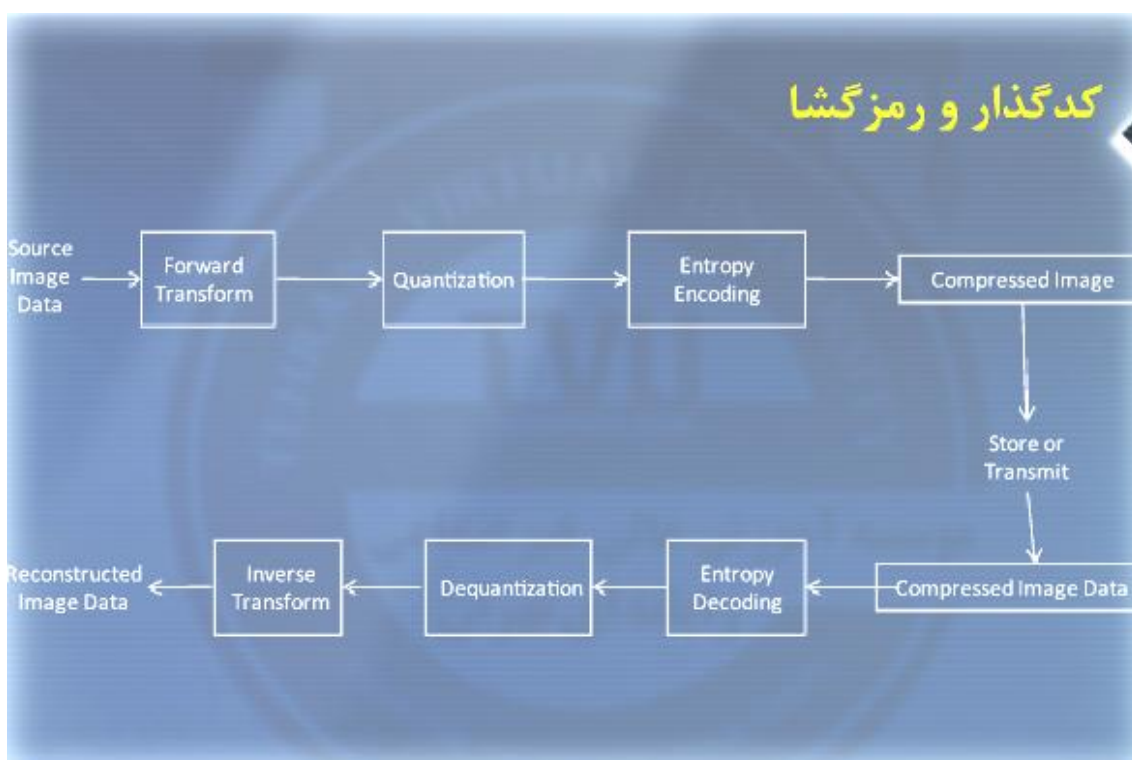 کدگذار و رمزگشا
Source
Image
Data
Forward
Transform
Quantization
Entropy
Encoding
Compressed Image
Store or
Transmit
Compressed Image Data
Entropy
Decoding
Dequantization
Inverse
Transform
Reconstructed
Image Data